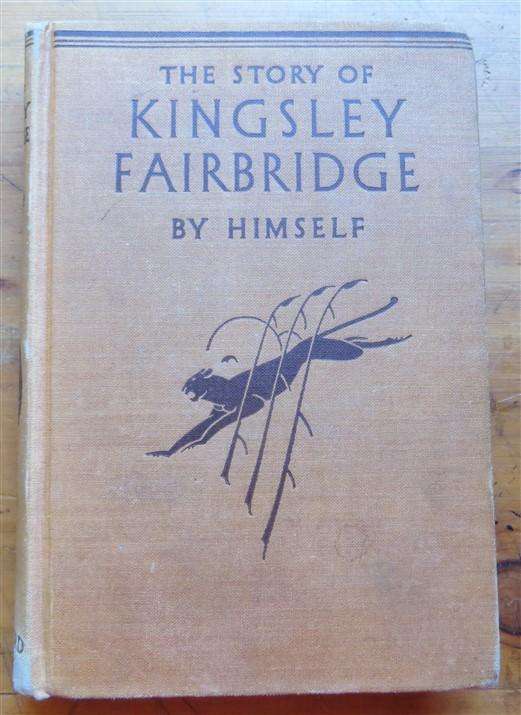 THE STORY OF
KINGSLEY
FAIRBRIDGE
BY HIMSELF